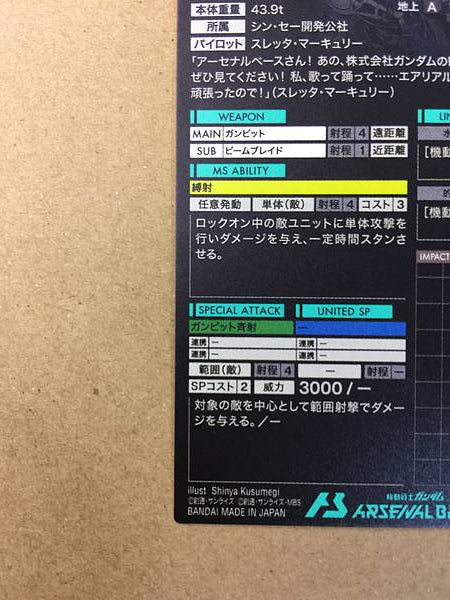 本体重量 43.9t
地上 A
所属 シン・セー開発公社
パイロット スレッタ・マーキュリー
「アーセナルベースさん！あの、株式会社ガンダムの
ぜひ見てください！私、歌って踊って……エアリアル
頑張ったので！」（スレッタ・マーキュリー）
WEAPON
MAIN ガンビット 射程 4 遠距離
SUB ビームブレイド 射程 1 近距離
MS ABILITY
縛射
任意発動 単体（敵） 射程 4 コスト 3
ロックオン中の敵ユニットに単体攻撃を
行いダメージを与え、一定時間スタンさ
せる。
LIN
[機動
[機動
IMPACT
SPECIAL ATTACK UNITED SP
ガンビット斉射 ー
連携 ー 連携 ー
連携 ー 連携 ー
範囲（敵） 射程 4 ー 射程 ー
SPコスト 2 威力 3000／ー
対象の敵を中心として範囲射撃でダメー
ジを与える。／ー
illust Shinya Kusumegi
©創通・サンライズ ©創通・サンライズ・MBS
BANDAI MADE IN JAPAN
機動戦士ガンダム
ARSENAL BA